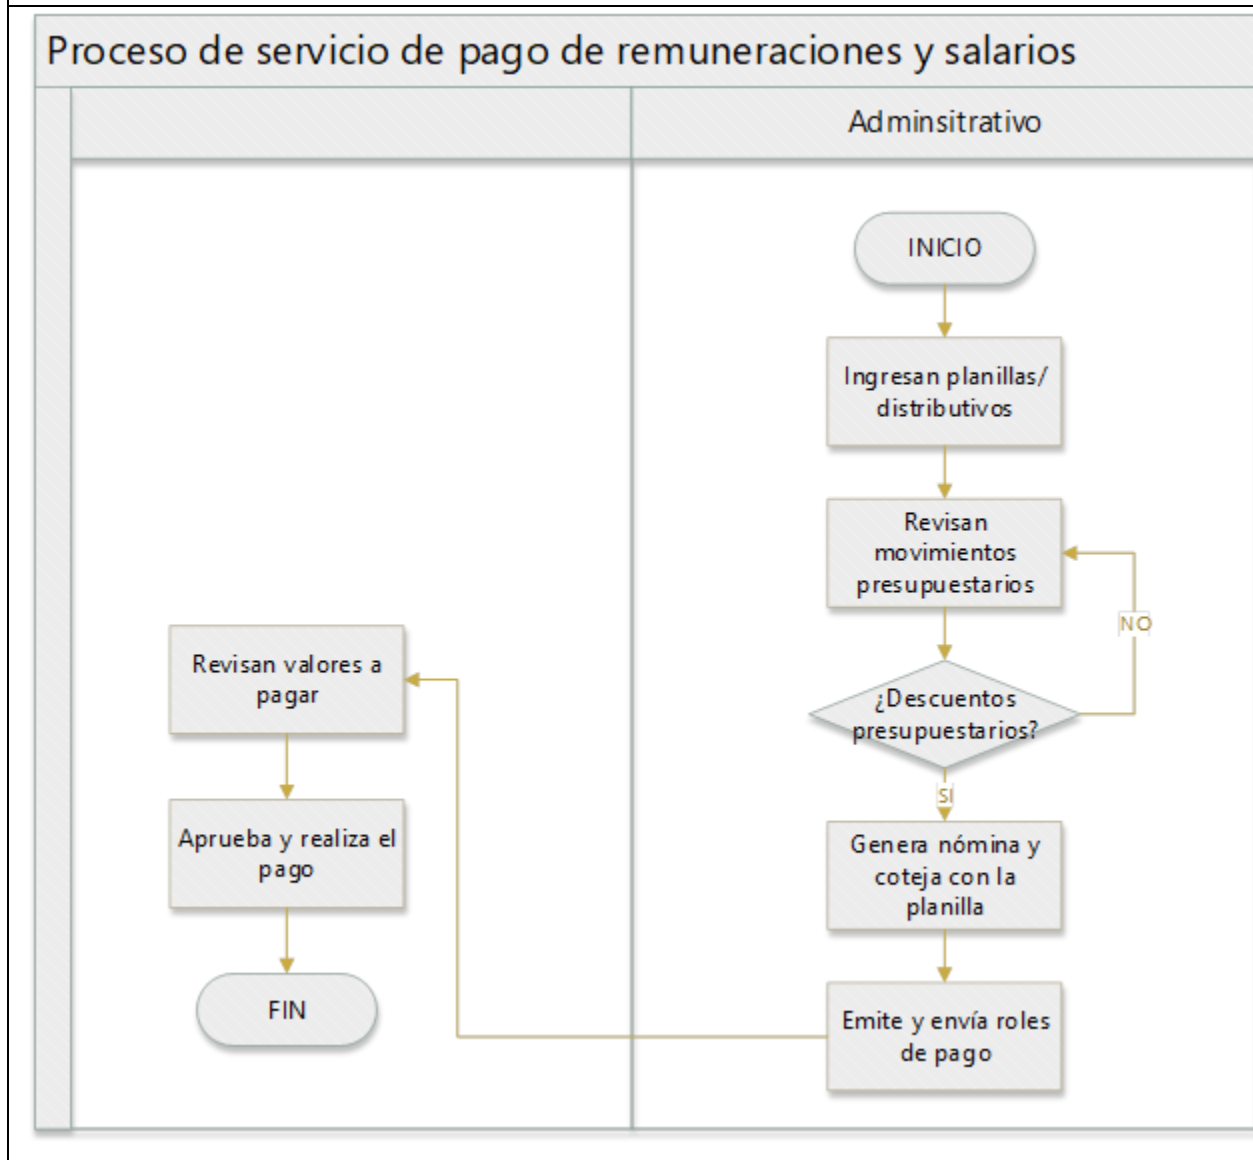 Proceso de servicio de pago de remuneraciones y salarios
Adminsitrativo
INICIO
Ingresan planillas/
distributivos
Revisan
movimientos
presupuestarios
NO
¿Descuentos
presupuestarios?
SI
Genera nómina y
coteja con la
planilla
Emite y envía roles
de pago
Revisan valores a
pagar
Aprueba y realiza el
pago
FIN